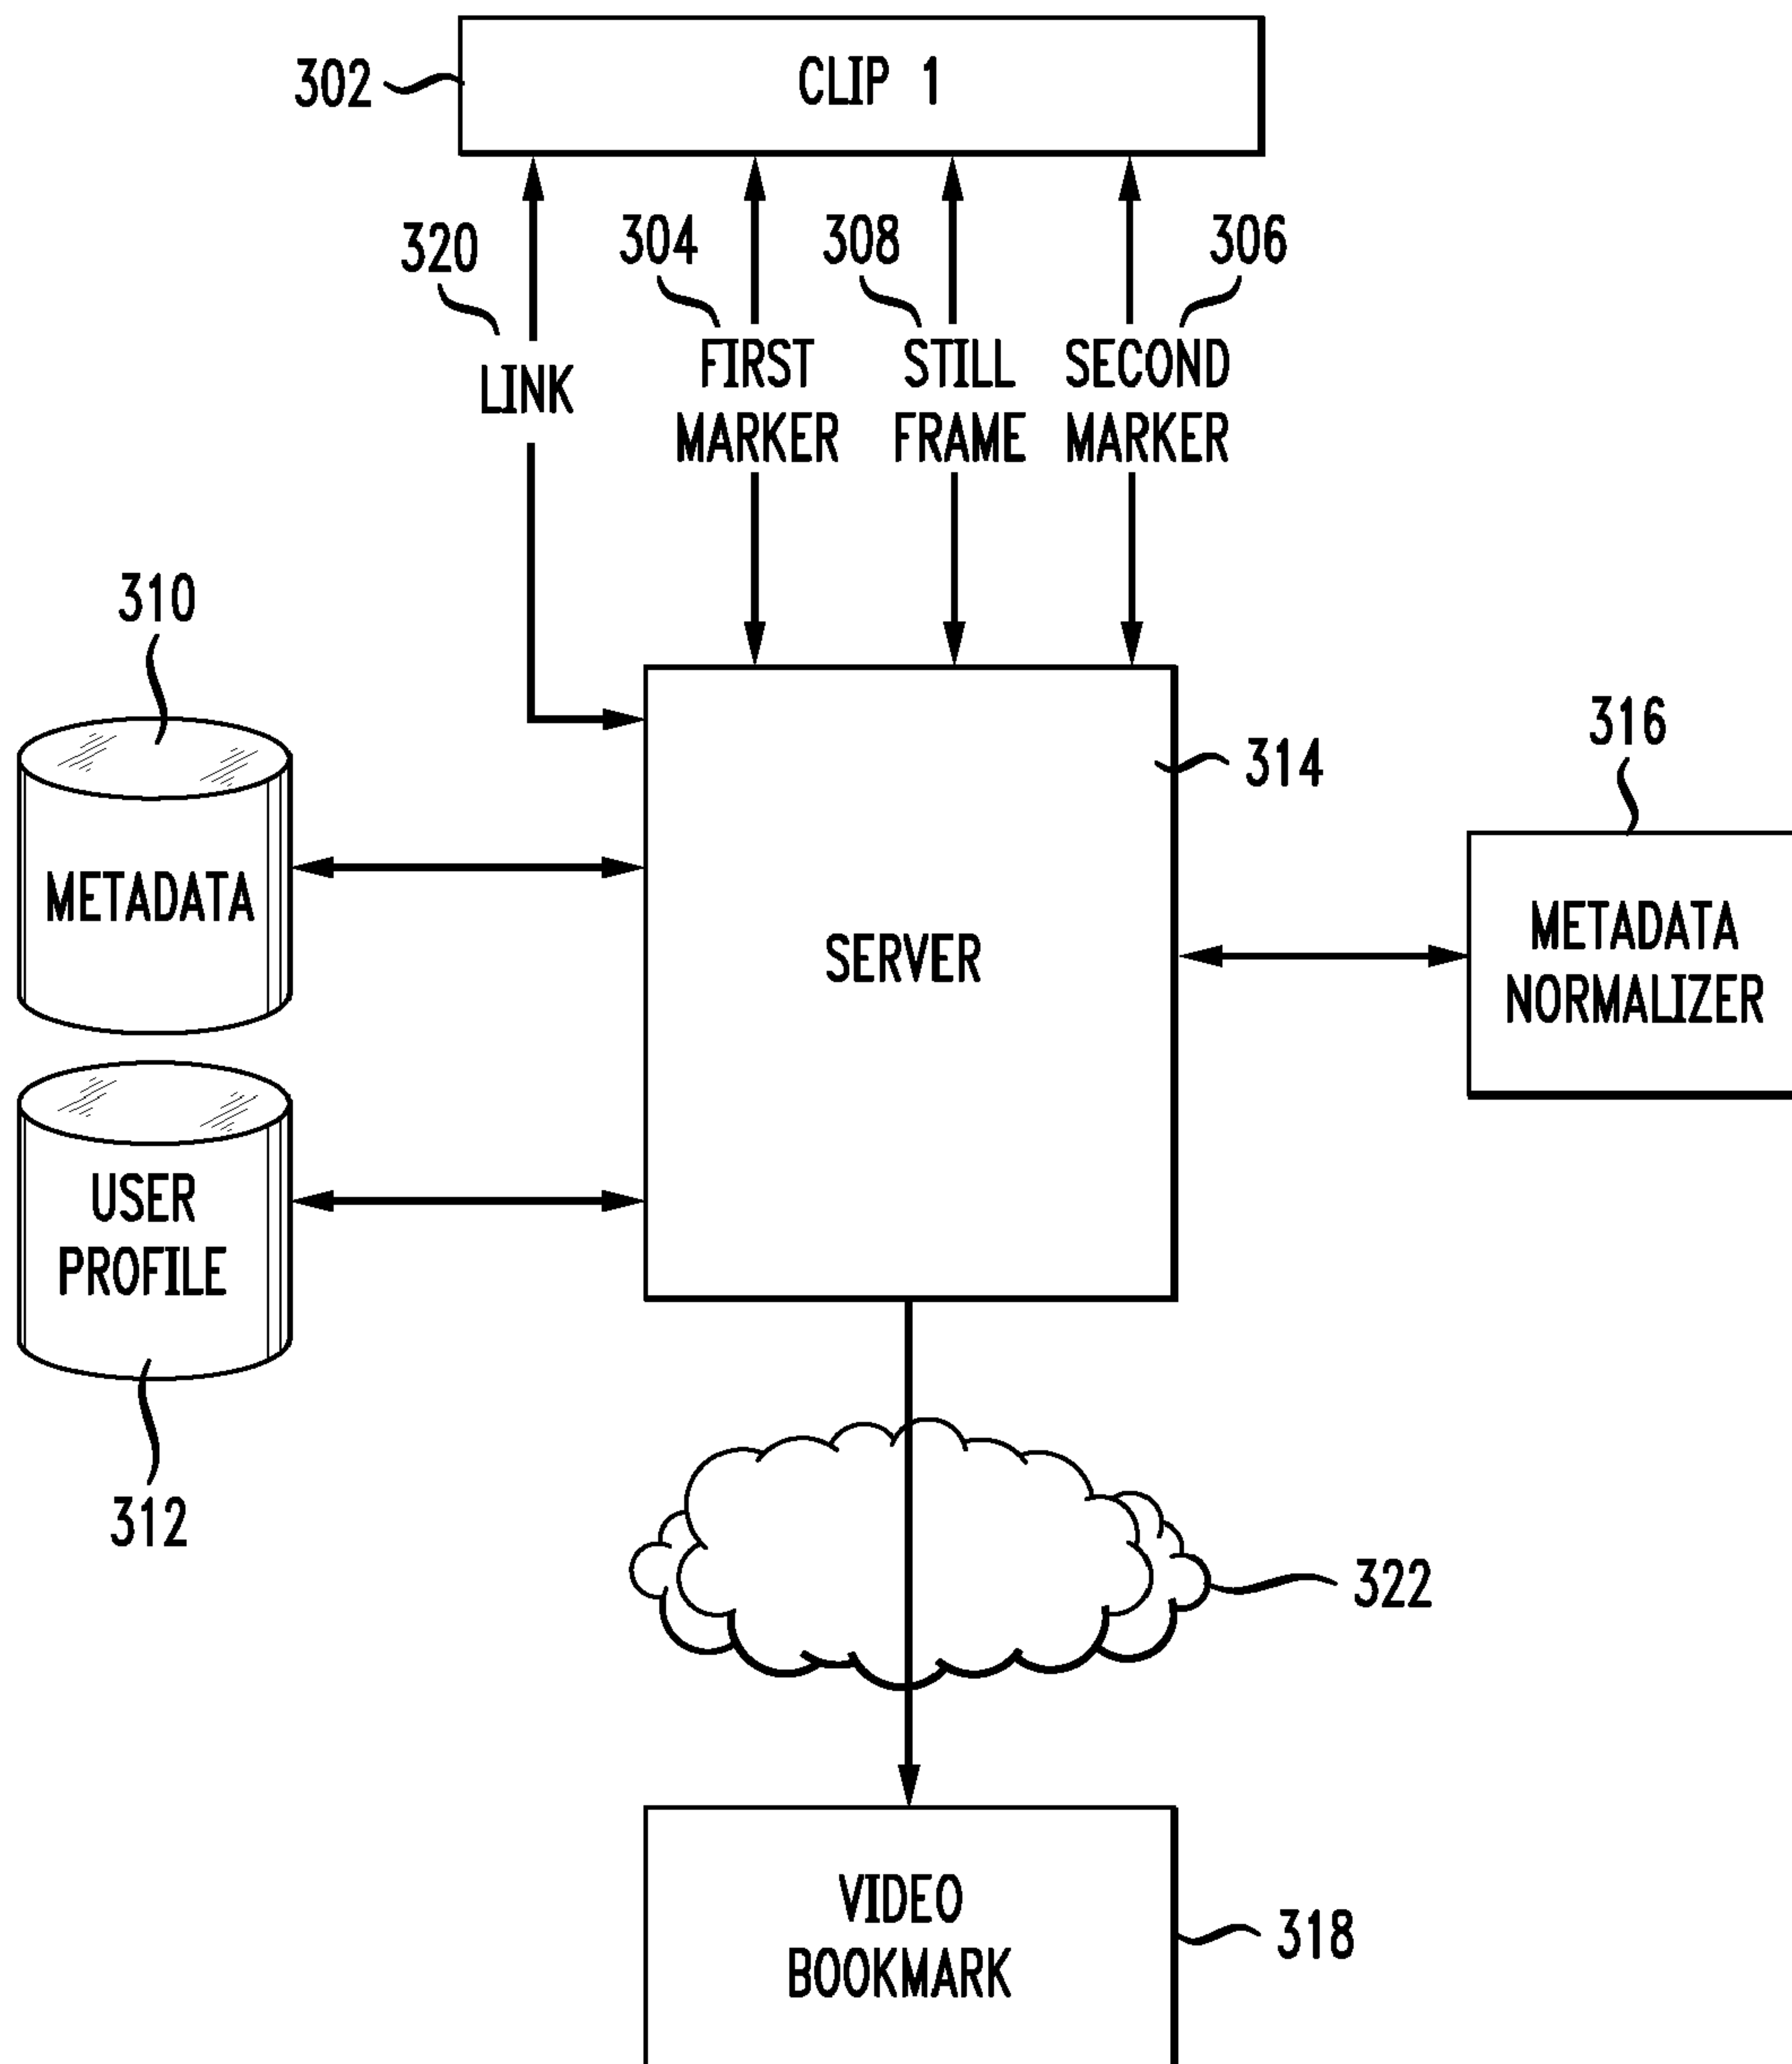 302
CLIP 1
320
304
308
306
LINK
FIRST
MARKER
STILL
FRAME
SECOND
MARKER
310
METADATA
314
316
SERVER
METADATA
NORMALIZER
USER
PROFILE
312
322
VIDEO
BOOKMARK
318